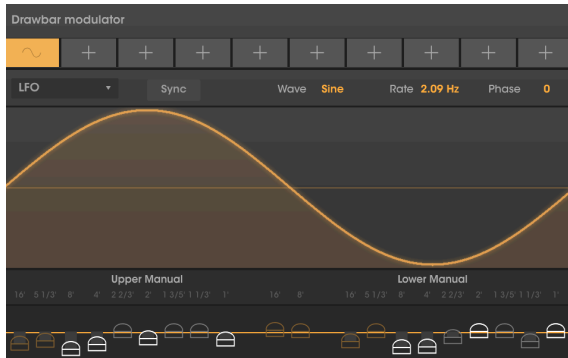 Drawbar modulator
LFO Sync Wave Sine Rate 2.09 Hz Phase 0
Upper Manual Lower Manual
16' 5 1/3' 8' 4' 2 2/3' 2' 1 3/5' 1 1/3' 1' 16' 8' 16' 5 1/3' 8' 4' 2 2/3' 2' 1 3/5' 1 1/3' 1'